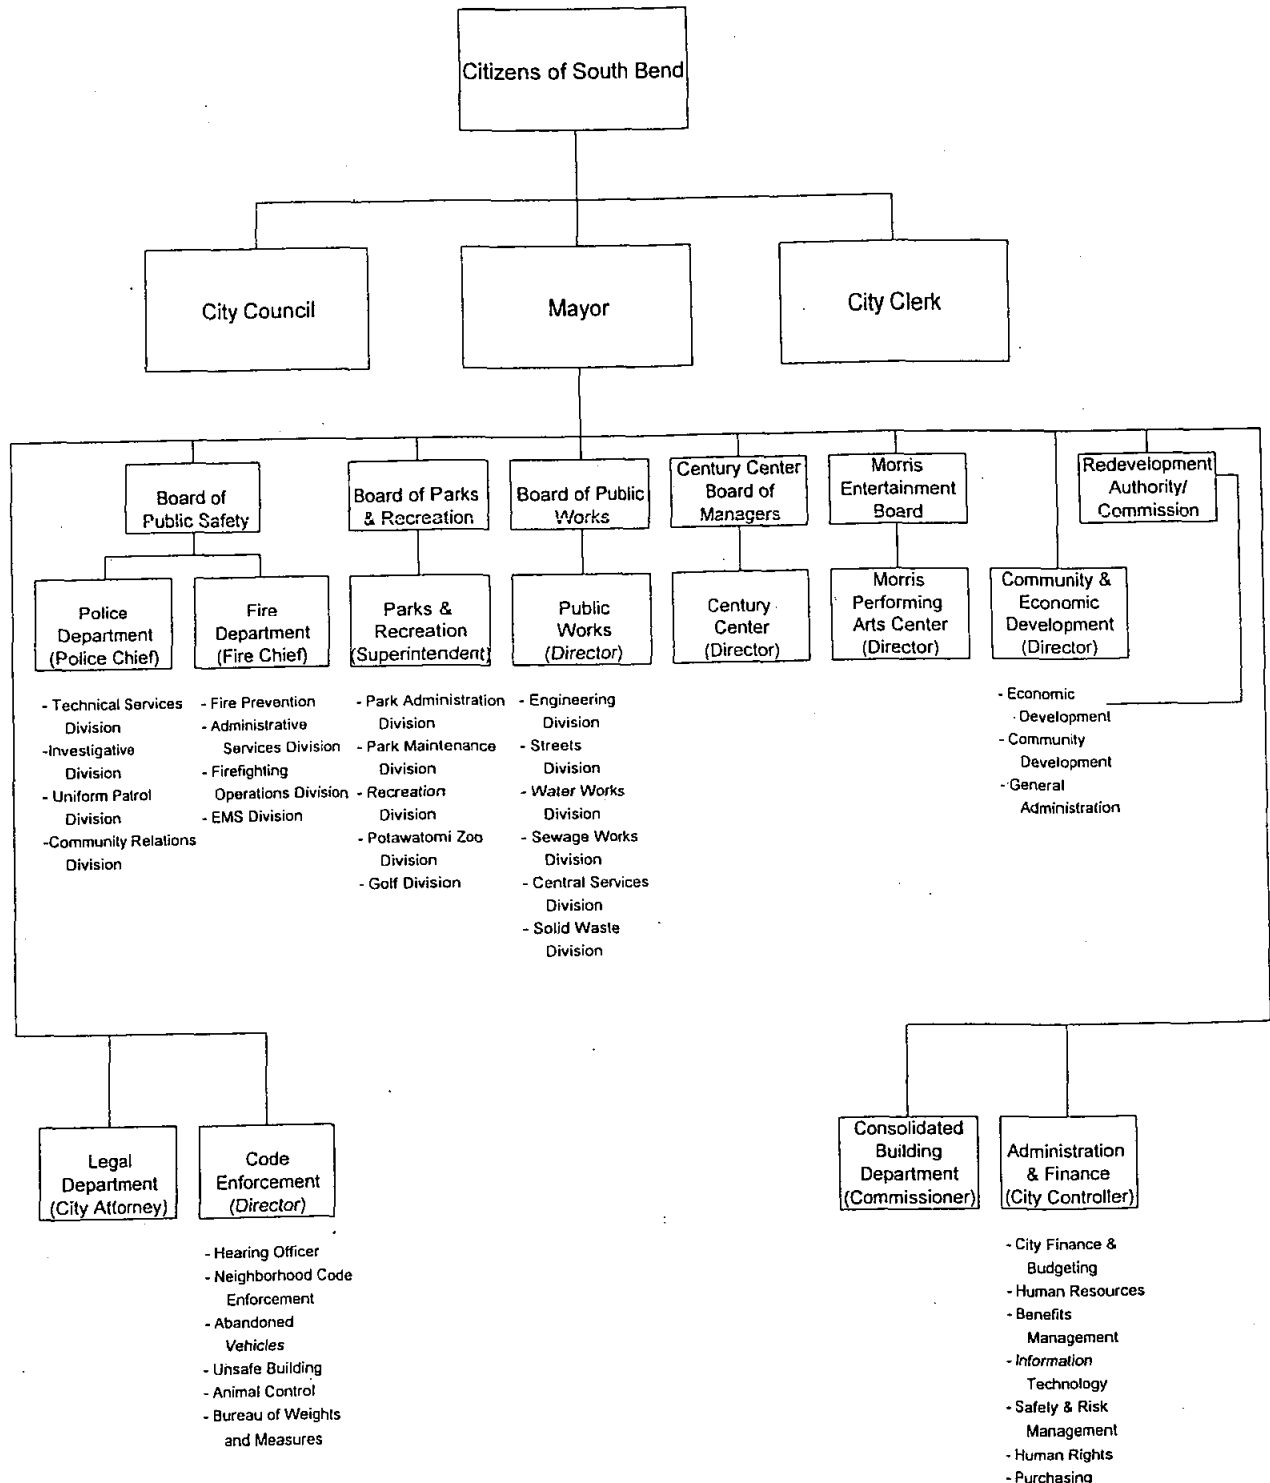 Citizens of South Bend
City Council
Mayor
City Clerk
Board of
Public Safety
Board of Parks
& Recreation
Board of Public
Works
Century Center
Board of
Managers
Morris
Entertainment
Board
Redevelopment
Authority/
Commission
Police
Department
(Police Chief)
Fire
Department
(Fire Chief)
Parks &
Recreation
(Superintendent)
Public
Works
(Director)
Century
Center
(Director)
Morris
Performing
Arts Center
(Director)
Community &
Economic
Development
(Director)
- Technical Services
Division
-Investigative
Division
- Uniform Patrol
Division
-Community Relations
Division
- Fire Prevention
- Administrative
Services Division
- Firefighting
Operations Division
- EMS Division
- Park Administration
Division
- Park Maintenance
Division
- Recreation
Division
- Potawatomi Zoo
Division
- Golf Division
- Engineering
Division
- Streets
Division
- Water Works
Division
- Sewage Works
Division
- Central Services
Division
- Solid Waste
Division
- Economic
Development
- Community
Development
- General
Administration
Legal
Department
(City Attorney)
Code
Enforcement
(Director)
Consolidated
Building
Department
(Commissioner)
Administration
& Finance
(City Controller)
- Hearing Officer
- Neighborhood Code
Enforcement
- Abandoned
Vehicles
- Unsafe Building
- Animal Control
- Bureau of Weights
and Measures
- City Finance &
Budgeting
- Human Resources
- Benefits
Management
- Information
Technology
- Safety & Risk
Management
- Human Rights
- Purchasing